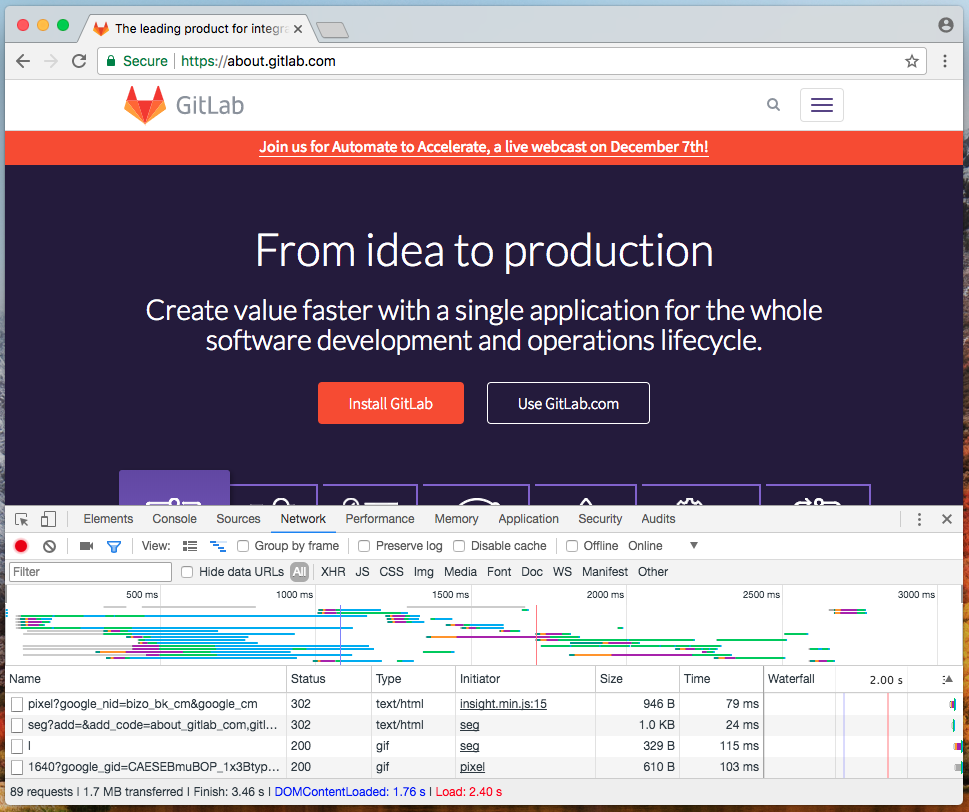 The leading product for integra
Secure https://about.gitlab.com
GitLab
Join us for Automate to Accelerate, a live webcast on December 7th!
From idea to production
Create value faster with a single application for the whole
software development and operations lifecycle.
Install GitLab Use GitLab.com
Elements Console Sources Network Performance Memory Application Security Audits
View: Group by frame Preserve log Disable cache Offline Online
Filter Hide data URLs All XHR JS CSS Img Media Font Doc WS Manifest Other
500 ms 1000 ms 1500 ms 2000 ms 2500 ms 3000 ms
Name Status Type Initiator Size Time Waterfall 2.00 s
pixel?google_nid=bizo_bk_cm&google_cm 302 text/html insight.min.js:15 946 B 79 ms
seg?add=&add_code=about_gitlab_com,gitl... 302 text/html seg 1.0 KB 24 ms
l 200 gif seg 329 B 115 ms
1640?google_gid=CAESEBmuBOP_1x3Btyp... 200 gif pixel 610 B 103 ms
89 requests | 1.7 MB transferred | Finish: 3.46 s | DOMContentLoaded: 1.76 s | Load: 2.40 s